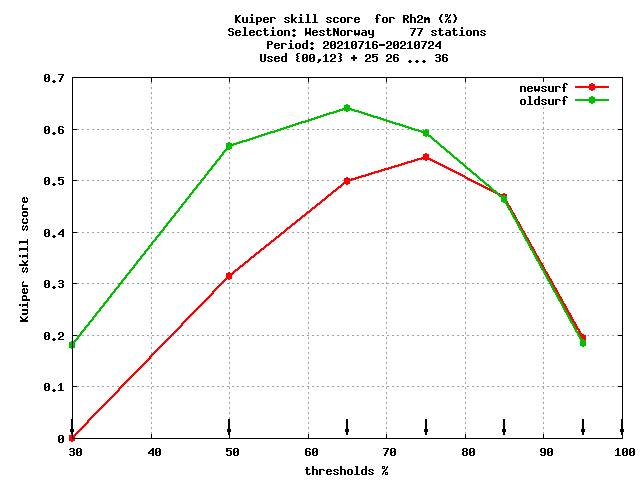 Kuiper skill score  for Rh2m (%)
Selection: WestNorway     77 stations
Period: 20210716-20210724
Used {00,12} + 25 26 ... 36
newsurf
oldsurf
0.7
0.6
0.5
0.4
0.3
0.2
0.1
0
Kuiper skill score
30 40 50 60 70 80 90 100
thresholds %